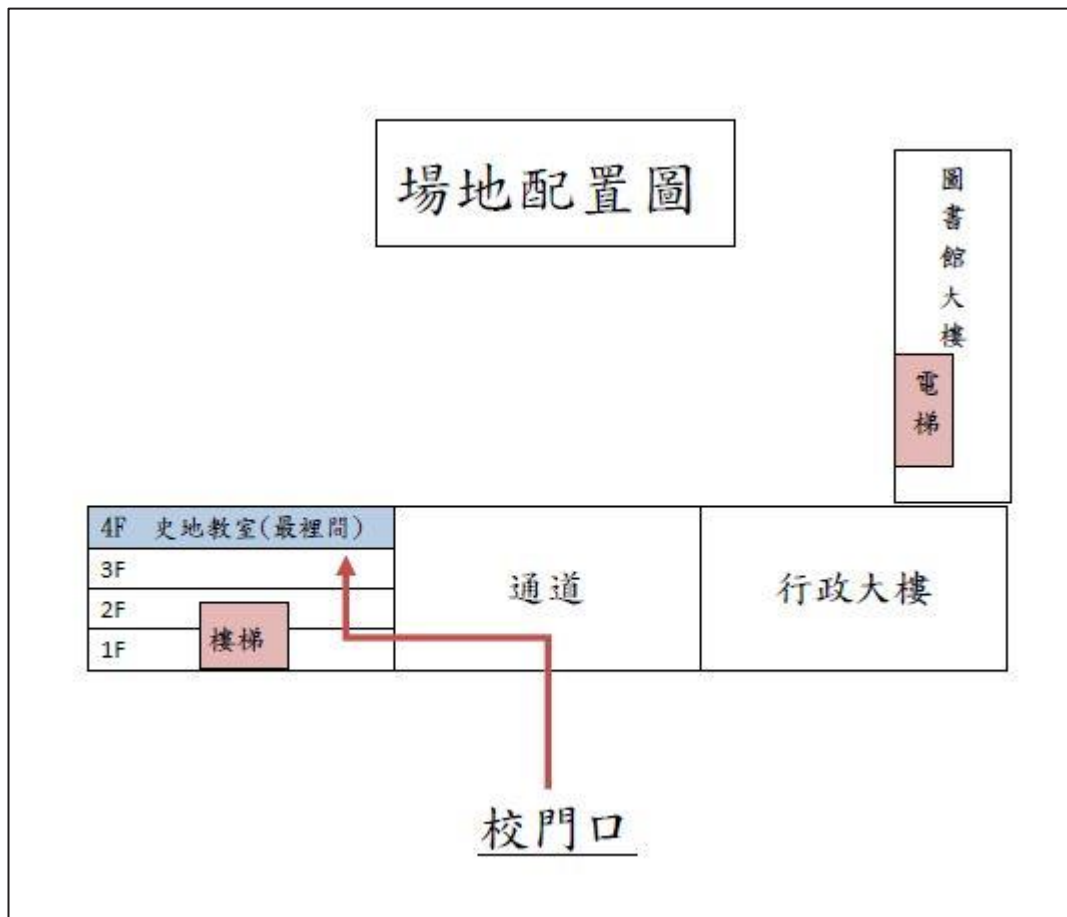 場地配置圖
圖書館大樓
電梯
4F 史地教室(最裡間)
3F
2F
1F
樓梯
通道
行政大樓
校門口